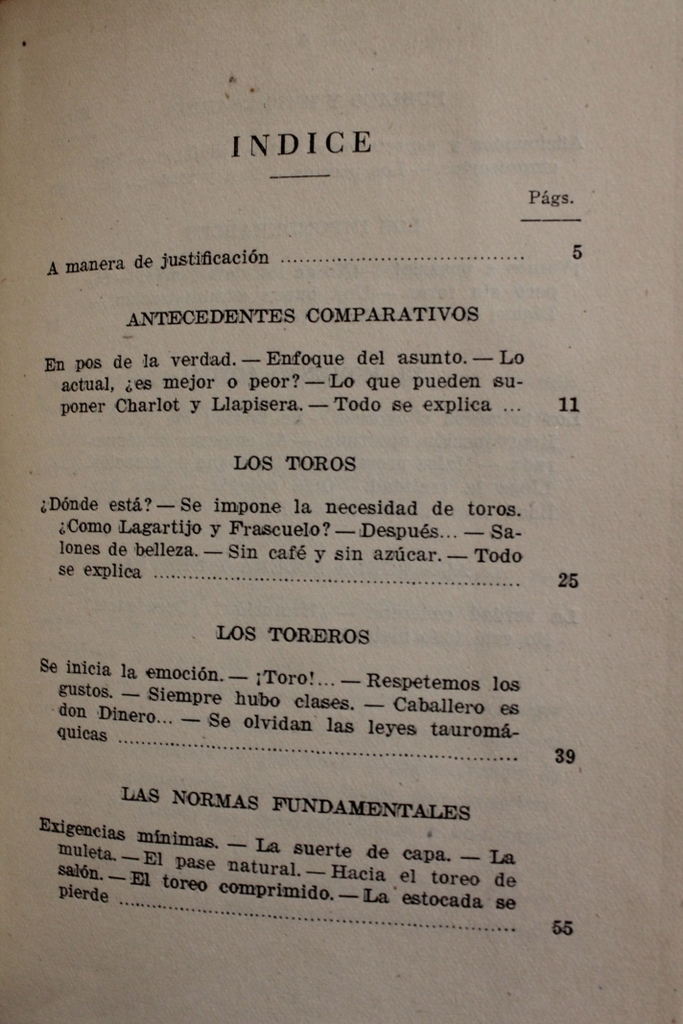 INDICE
Págs.
A manera de justificación ........................................ 5
ANTECEDENTES COMPARATIVOS
En pos de la verdad. — Enfoque del asunto. — Lo
actual, ¿es mejor o peor? — Lo que pueden su-
poner Charlot y Llapisera. — Todo se explica ... 11
LOS TOROS
¿Dónde está? — Se impone la necesidad de toros.
¿Como Lagartijo y Frascuelo? — Después... — Sa-
lones de belleza. — Sin café y sin azúcar. — Todo
se explica ............................................................ 25
LOS TOREROS
Se inicia la emoción. — ¡Toro!... — Respetemos los
gustos. — Siempre hubo clases. — Caballero es
don Dinero... — Se olvidan las leyes tauromá-
quicas ................................................................. 39
LAS NORMAS FUNDAMENTALES
Exigencias mínimas. — La suerte de capa. — La
muleta. — El pase natural. — Hacia el toreo de
salón. — El toreo comprimido. — La estocada se
pierde ................................................................. 55